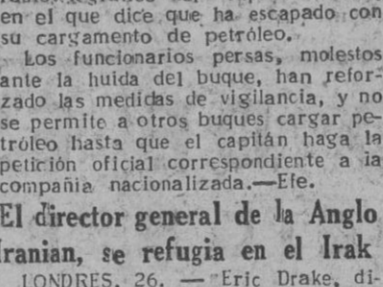 en el que dice que ha escapado con
su cargamento de petróleo.
Los funcionarios persas, molestos
ante la huida del buque, han refor-
zado las medidas de vigilancia, y no
se permite a otros buques cargar pe-
tróleo hasta que el capitán haga la
petición oficial correspondiente a la
compañia nacionalizada.—Efe.
El director general de la Anglo
Iranian, se refugia en el Irak
LONDRES, 26. — Eric Drake, di-